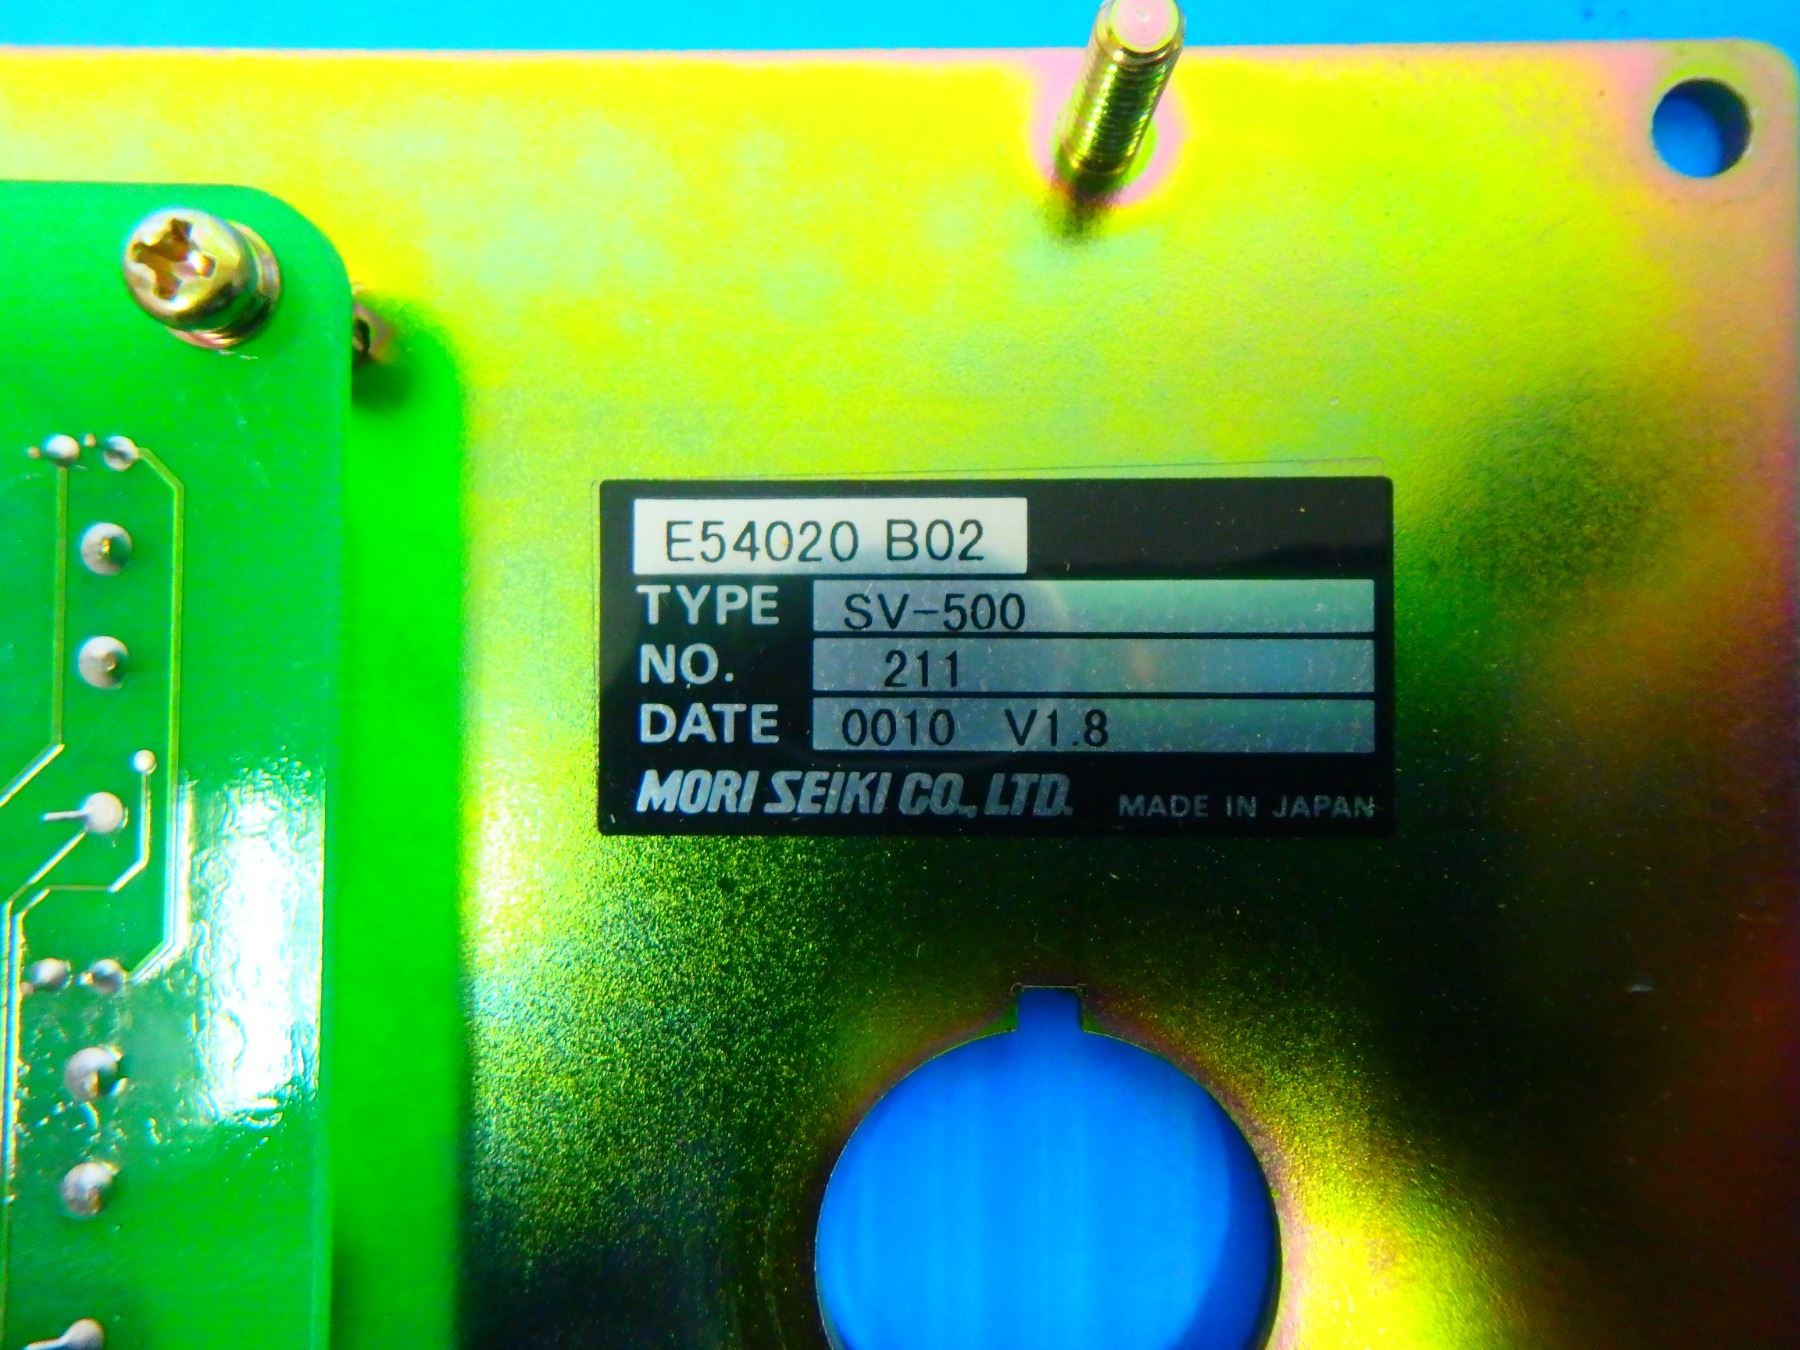 E54020 B02
TYPE SV-500
NO. 211
DATE 0010 V1.8
MORI SEIKI CO., LTD. MADE IN JAPAN